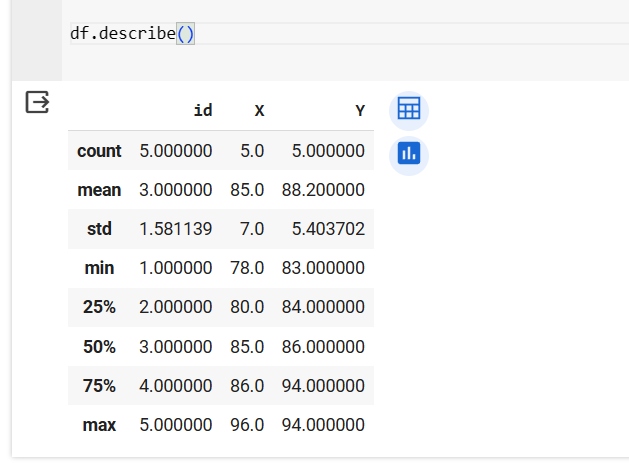 df.describe()
id X Y
count 5.000000 5.0 5.000000
mean 3.000000 85.0 88.200000
std 1.581139 7.0 5.403702
min 1.000000 78.0 83.000000
25% 2.000000 80.0 84.000000
50% 3.000000 85.0 86.000000
75% 4.000000 86.0 94.000000
max 5.000000 96.0 94.000000